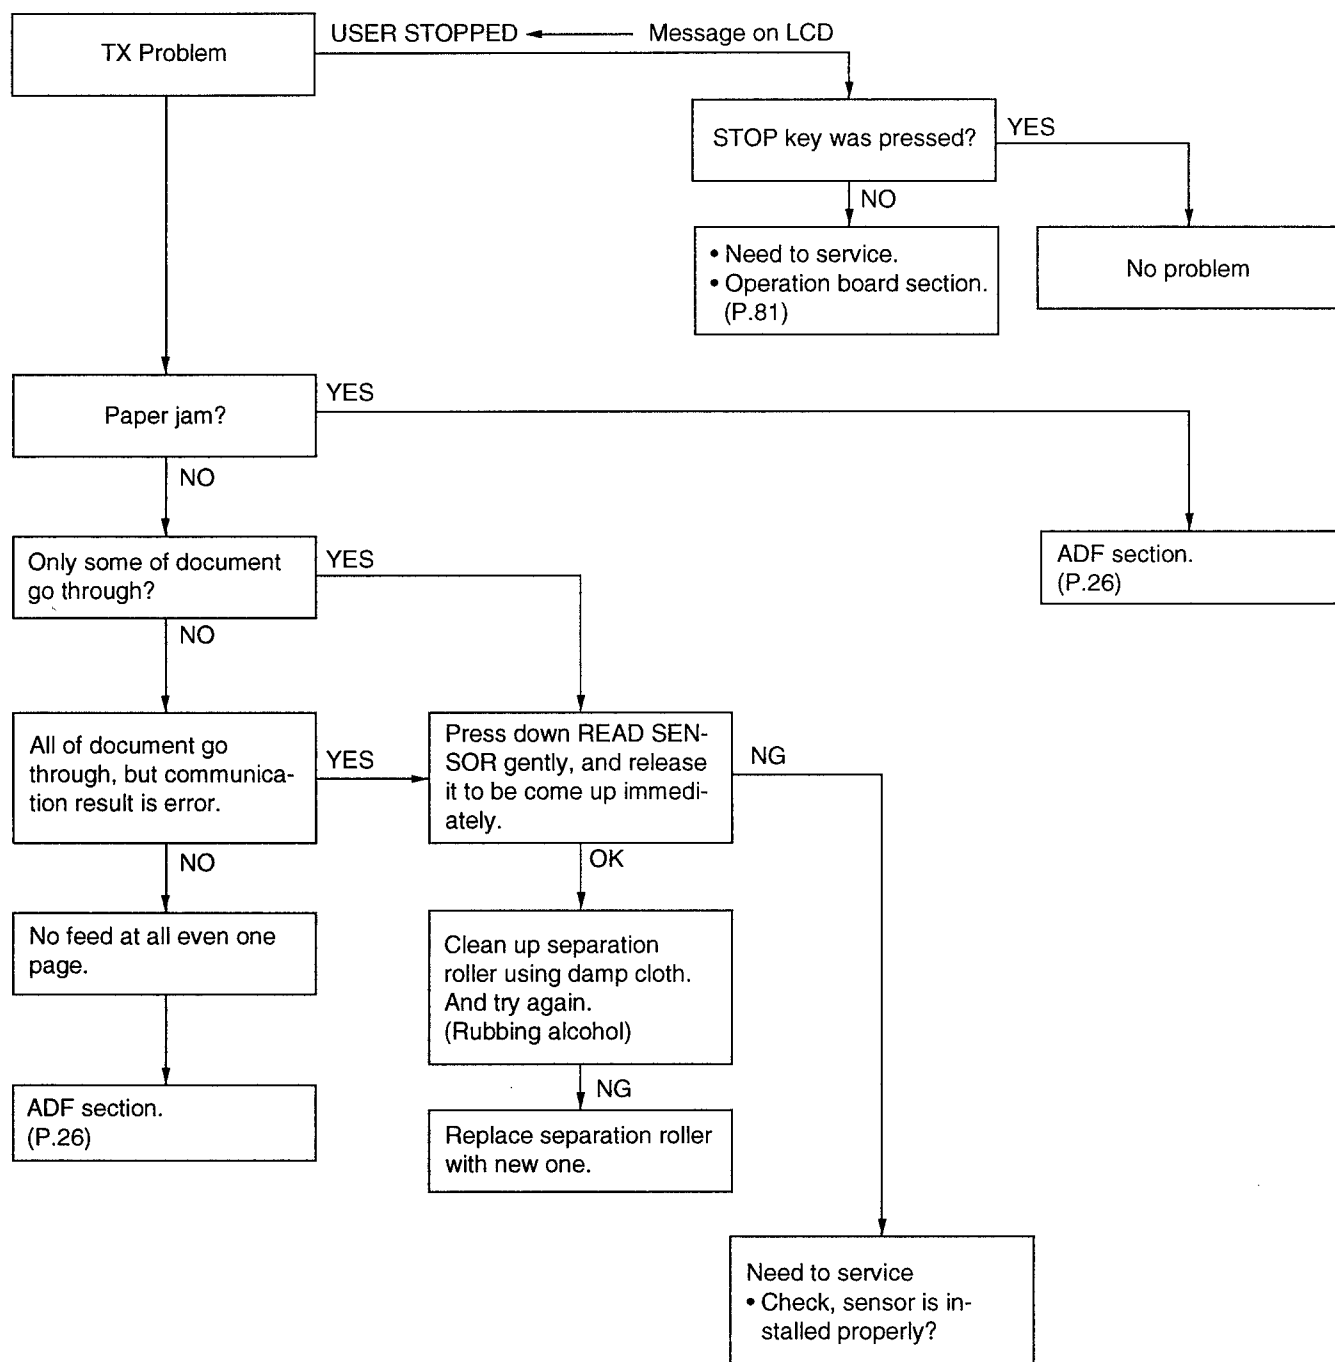 TX Problem
USER STOPPED
Message on LCD
STOP key was pressed?
YES
NO
• Need to service.
• Operation board section.
(P.81)
No problem
Paper jam?
YES
NO
ADF section.
(P.26)
Only some of document
go through?
YES
NO
All of document go
through, but communica-
tion result is error.
YES
NO
Press down READ SEN-
SOR gently, and release
it to be come up immedi-
ately.
NG
OK
No feed at all even one
page.
Clean up separation
roller using damp cloth.
And try again.
(Rubbing alcohol)
NG
ADF section.
(P.26)
Replace separation roller
with new one.
Need to service
• Check, sensor is in-
stalled properly?